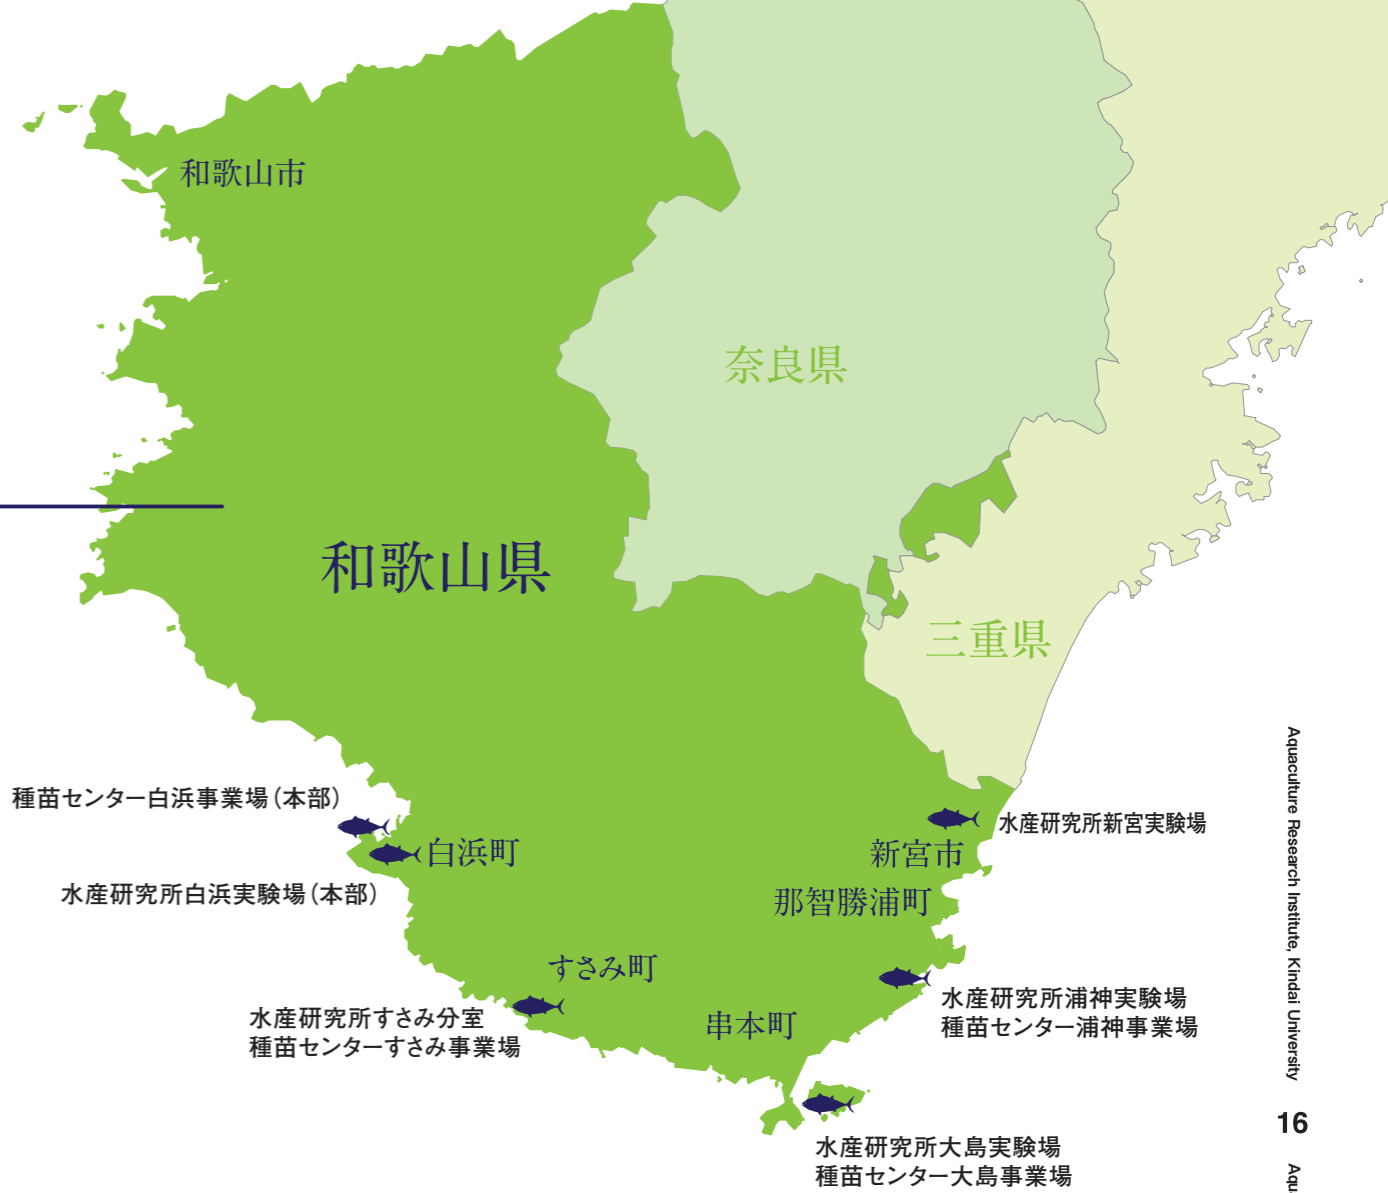 和歌山市
奈良県
和歌山県
三重県
種苗センター白浜事業場(本部)
白浜町
水産研究所白浜実験場(本部)
水産研究所新宮実験場
新宮市
那智勝浦町
すさみ町
水産研究所すさみ分室
種苗センターすさみ事業場
串本町
水産研究所浦神実験場
種苗センター浦神事業場
水産研究所大島実験場
種苗センター大島事業場
Aquaculture Research Institute, Kindai University
16
Aqu